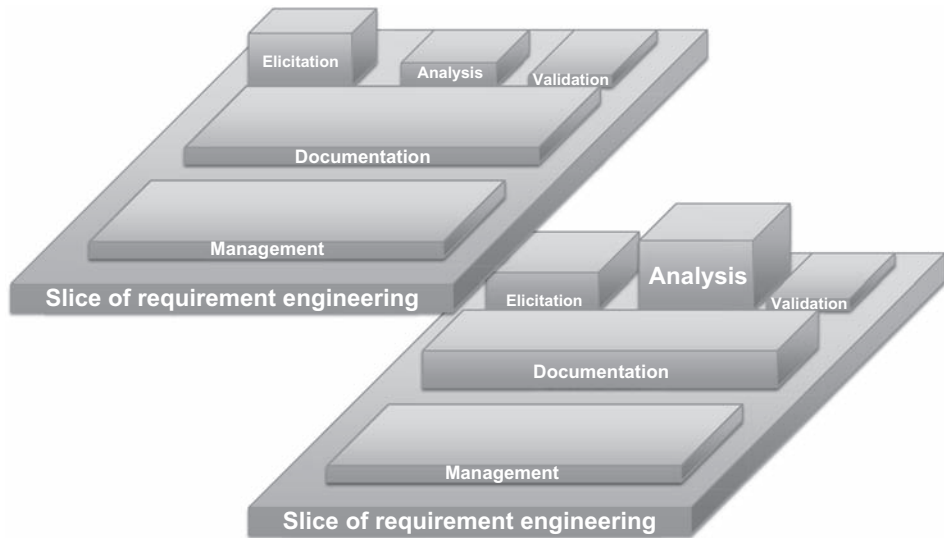 Elicitation
Analysis
Validation
Documentation
Management
Slice of requirement engineering
Elicitation
Analysis
Validation
Documentation
Management
Slice of requirement engineering